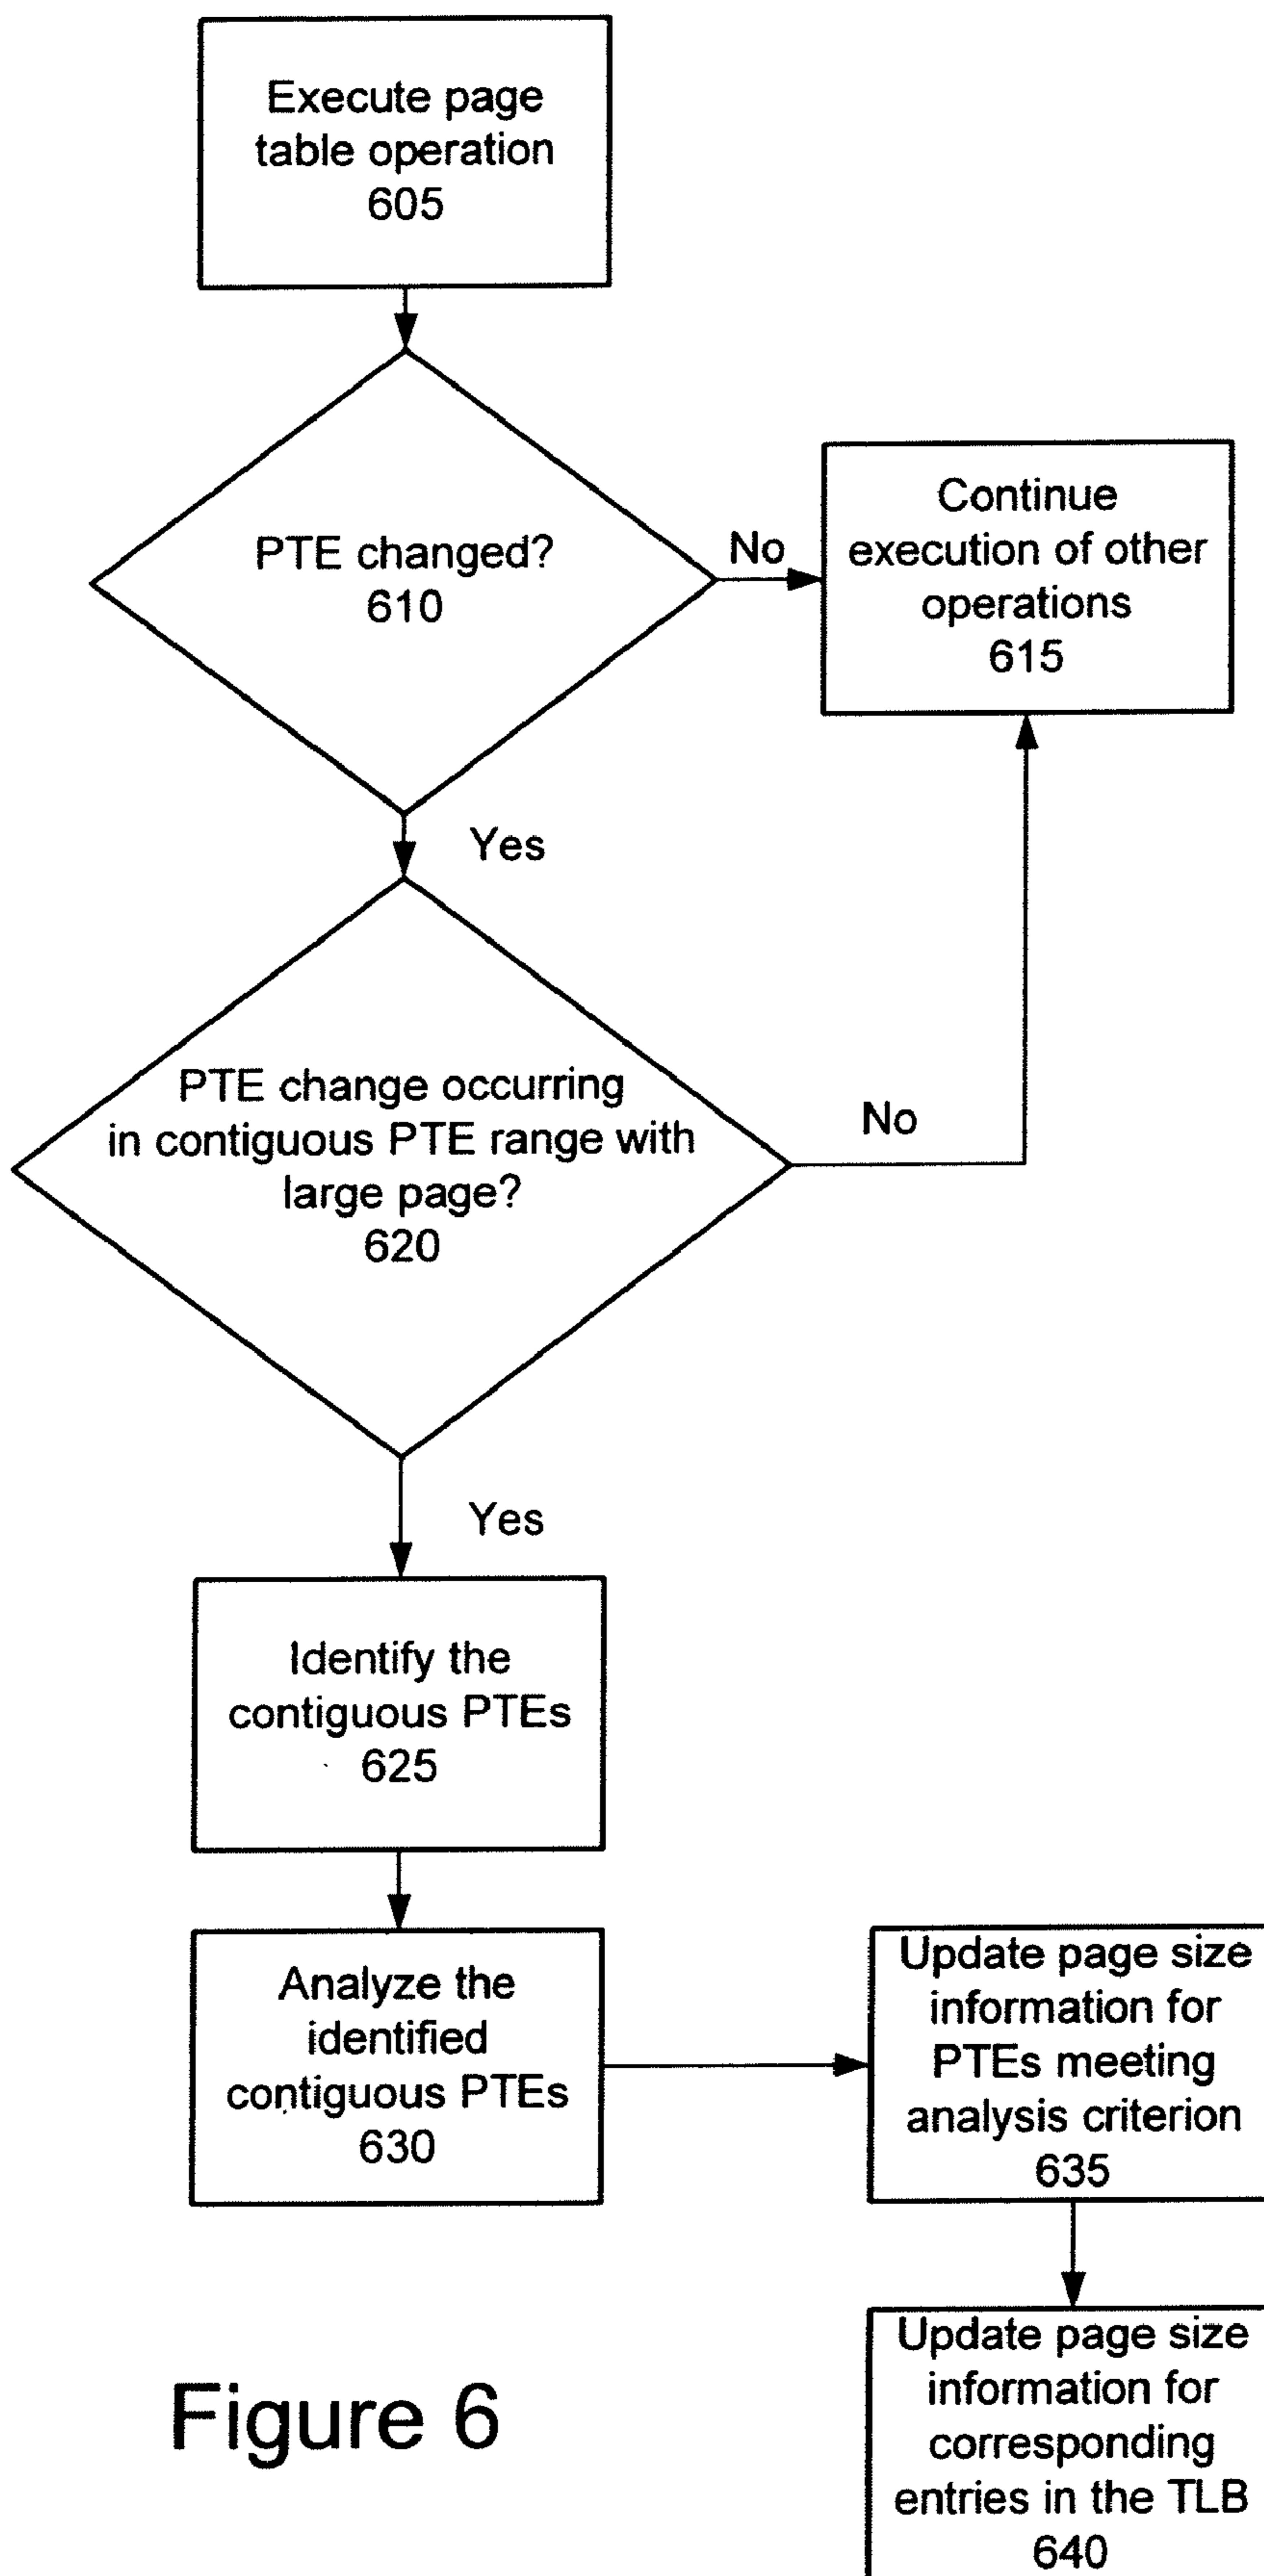 Execute page
table operation
605
PTE changed?
610
No
Continue
execution of other
operations
615
Yes
PTE change occurring
in contiguous PTE range with
large page?
620
No
Yes
Identify the
contiguous PTEs
625
Analyze the
identified
contiguous PTEs
630
Update page size
information for
PTEs meeting
analysis criterion
635
Update page size
information for
corresponding
entries in the TLB
640
Figure 6